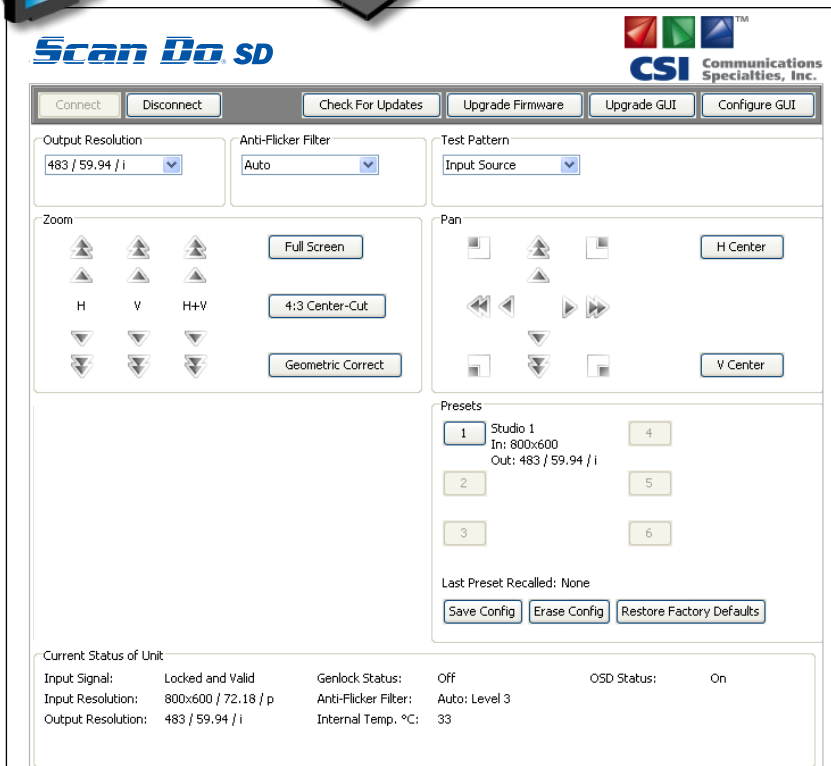 Scan Do SD
TM
CSI Communications
Specialties, Inc.
Connect Disconnect Check For Updates Upgrade Firmware Upgrade GUI Configure GUI
Output Resolution Anti-Flicker Filter Test Pattern
483 / 59.94 / i Auto Input Source
Zoom Pan
Full Screen H Center
H V H+V 4:3 Center-Cut
Geometric Correct V Center
Presets
1 Studio 1 4
In: 800x600
Out: 483 / 59.94 / i
2 5
3 6
Last Preset Recalled: None
Save Config Erase Config Restore Factory Defaults
Current Status of Unit
Input Signal: Locked and Valid Genlock Status: Off OSD Status: On
Input Resolution: 800x600 / 72.18 / p Anti-Flicker Filter: Auto: Level 3
Output Resolution: 483 / 59.94 / i Internal Temp. °C: 33